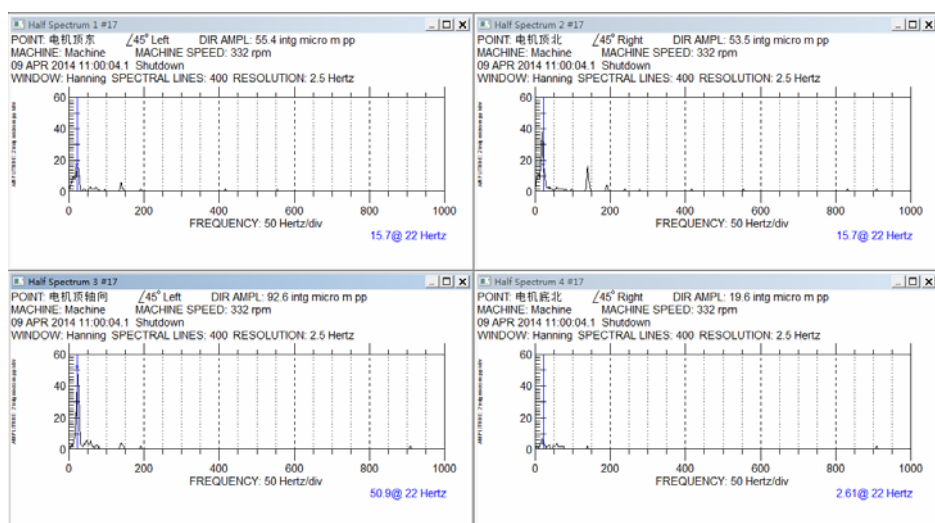 Half Spectrum 1 #17
POINT: 电机顶东 ∠45° Left DIR AMPL: 55.4 intg micro m pp
MACHINE: Machine MACHINE SPEED: 332 rpm
09 APR 2014 11:00:04.1 Shutdown
WINDOW: Hanning SPECTRAL LINES: 400 RESOLUTION: 2.5 Hertz
60
40
20
0
0 200 400 600 800 1000
FREQUENCY: 50 Hertz/div
15.7@ 22 Hertz
Half Spectrum 2 #17
POINT: 电机顶北 ∠45° Right DIR AMPL: 53.5 intg micro m pp
MACHINE: Machine MACHINE SPEED: 332 rpm
09 APR 2014 11:00:04.1 Shutdown
WINDOW: Hanning SPECTRAL LINES: 400 RESOLUTION: 2.5 Hertz
60
40
20
0
0 200 400 600 800 1000
FREQUENCY: 50 Hertz/div
15.7@ 22 Hertz
Half Spectrum 3 #17
POINT: 电机顶轴向 ∠45° Left DIR AMPL: 92.6 intg micro m pp
MACHINE: Machine MACHINE SPEED: 332 rpm
09 APR 2014 11:00:04.1 Shutdown
WINDOW: Hanning SPECTRAL LINES: 400 RESOLUTION: 2.5 Hertz
60
40
20
0
0 200 400 600 800 1000
FREQUENCY: 50 Hertz/div
50.9@ 22 Hertz
Half Spectrum 4 #17
POINT: 电机底北 ∠45° Right DIR AMPL: 19.6 intg micro m pp
MACHINE: Machine MACHINE SPEED: 332 rpm
09 APR 2014 11:00:04.1 Shutdown
WINDOW: Hanning SPECTRAL LINES: 400 RESOLUTION: 2.5 Hertz
60
40
20
0
0 200 400 600 800 1000
FREQUENCY: 50 Hertz/div
2.61@ 22 Hertz